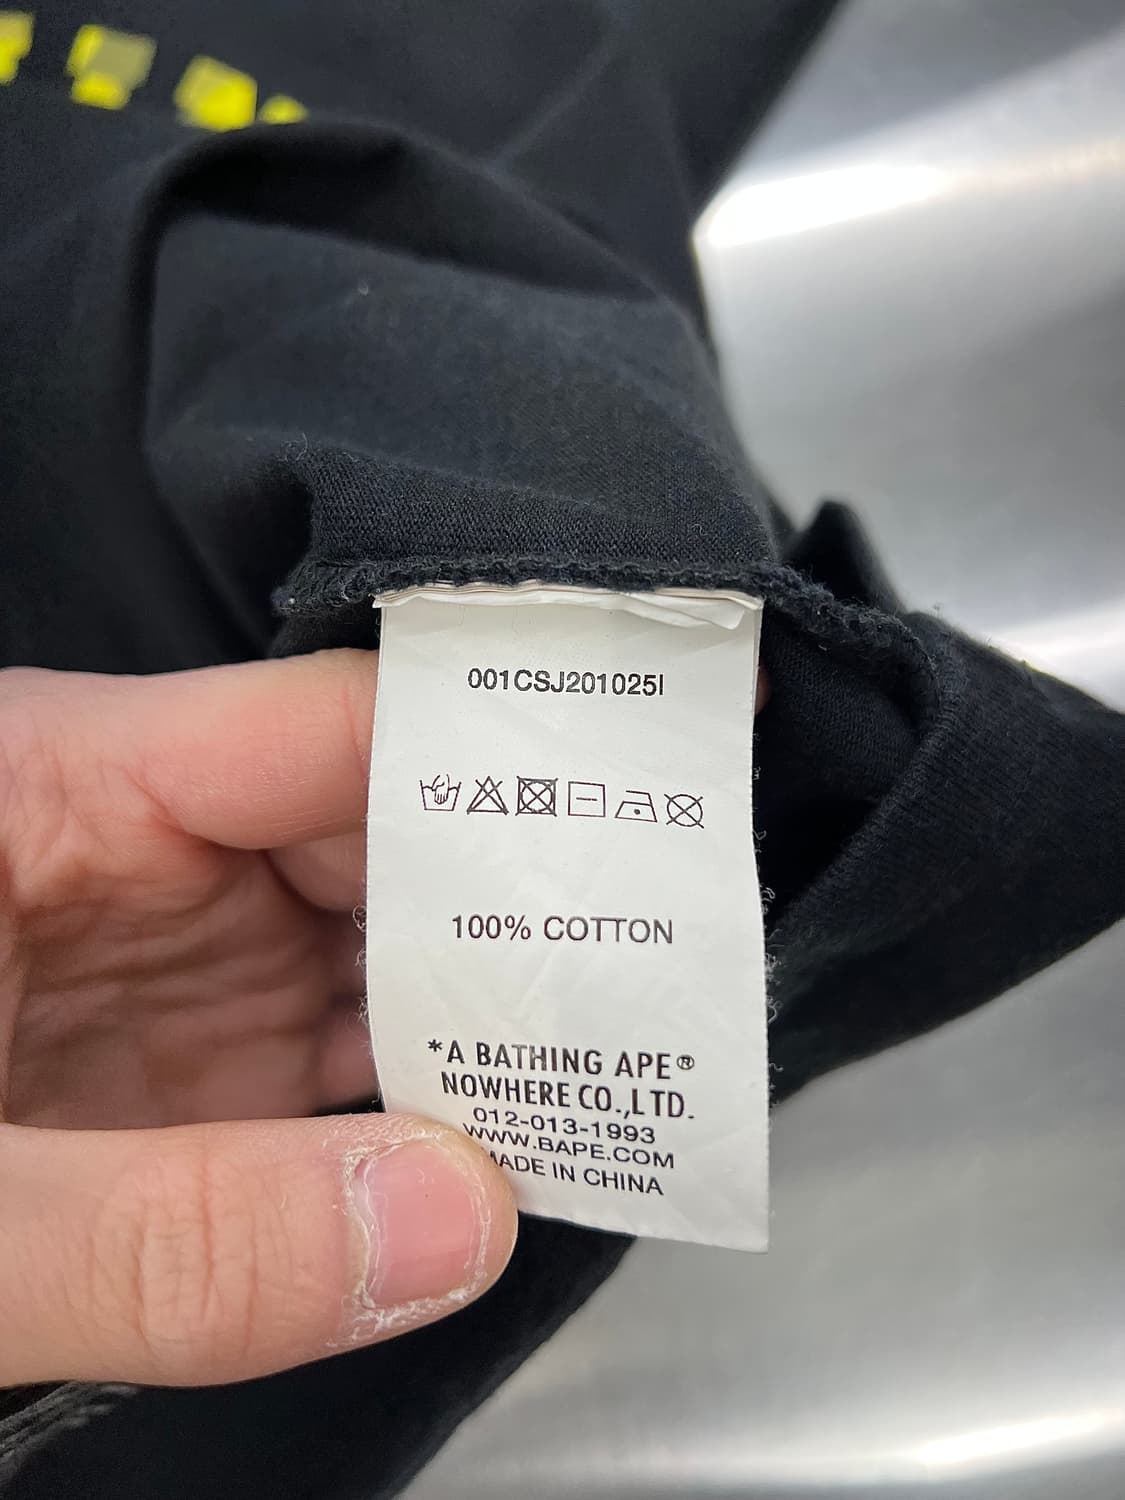 001CSJ201025I
100% COTTON
*A BATHING APE®
NOWHERE CO.,LTD.
012-013-1993
WWW.BAPE.COM
MADE IN CHINA